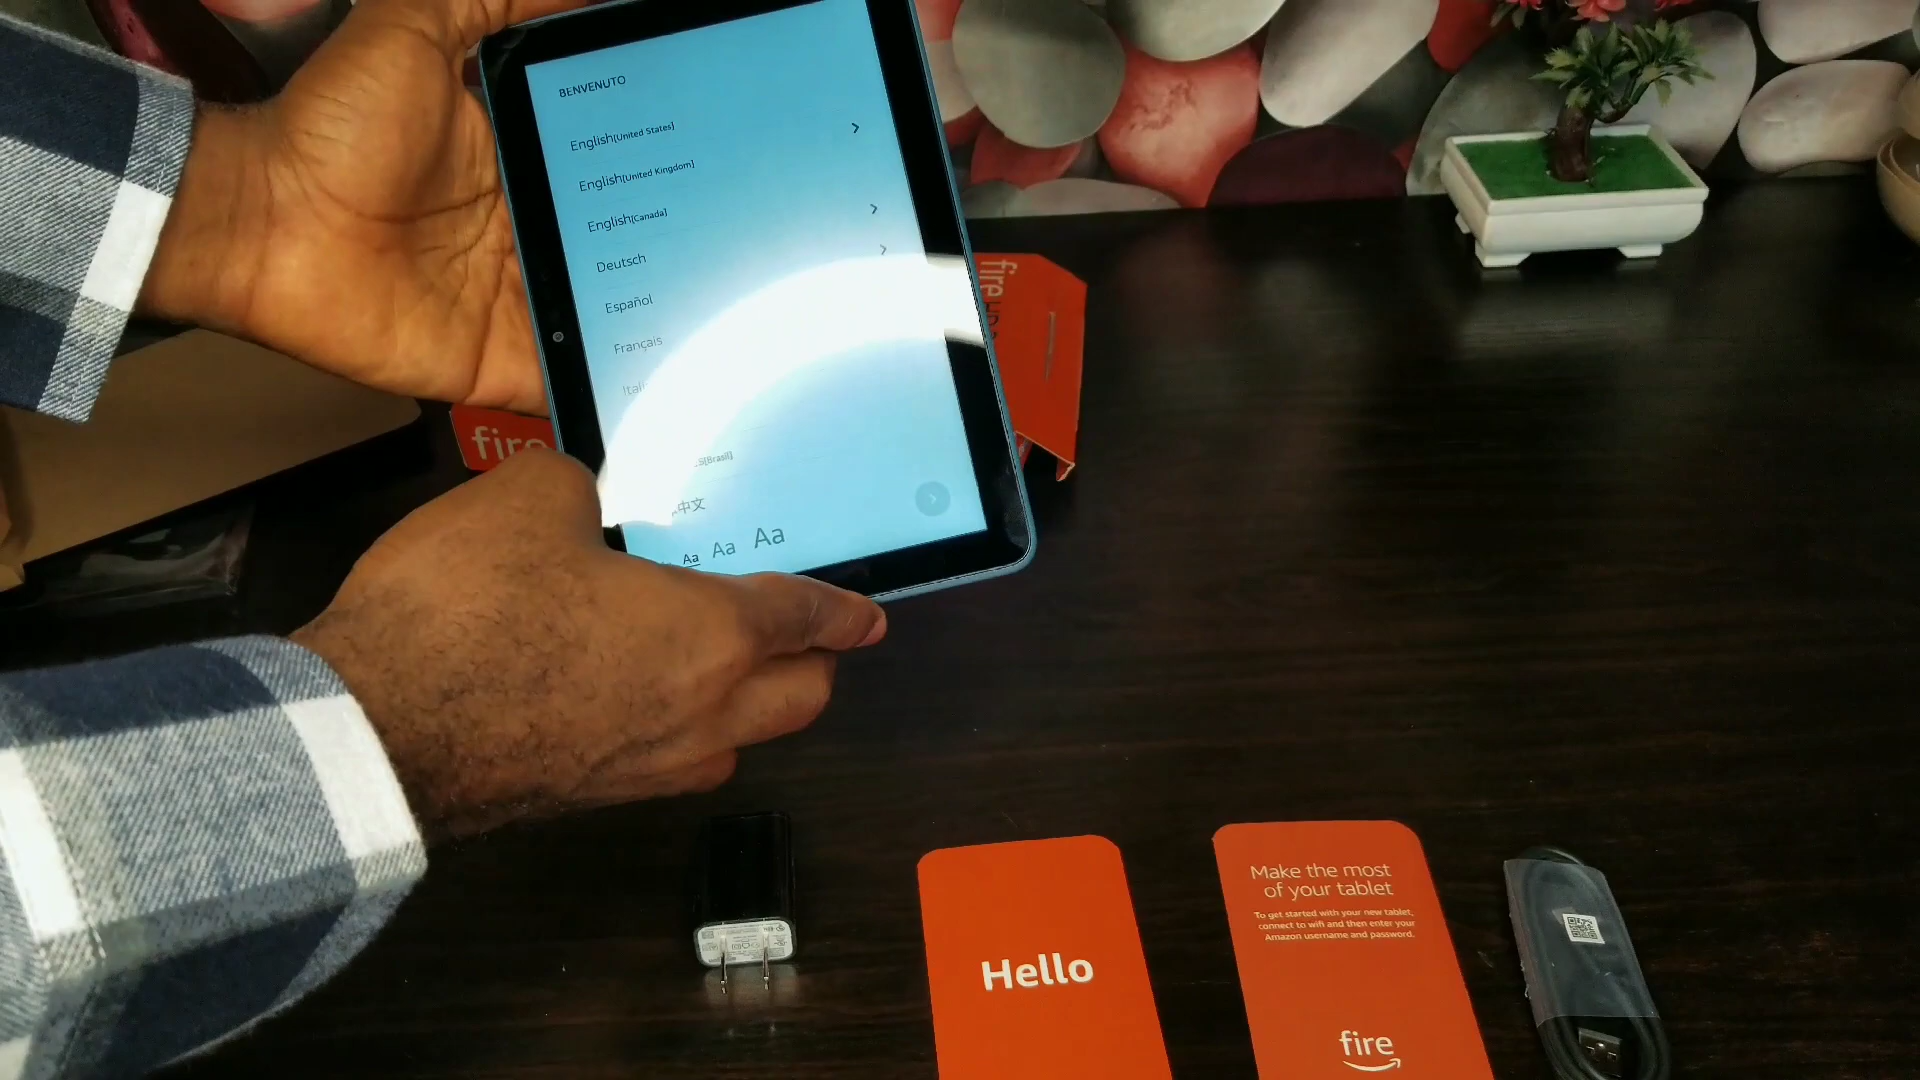 BENVENUTO
English[United States]
English[United Kingdom]
English[Canada]
Deutsch
Español
Français
[Brasil]
中文
Aa Aa Aa
fire
fire
Hello
Make the most
of your tablet
To get started with your new tablet,
connect to wifi and then enter your
Amazon username and password.
fire